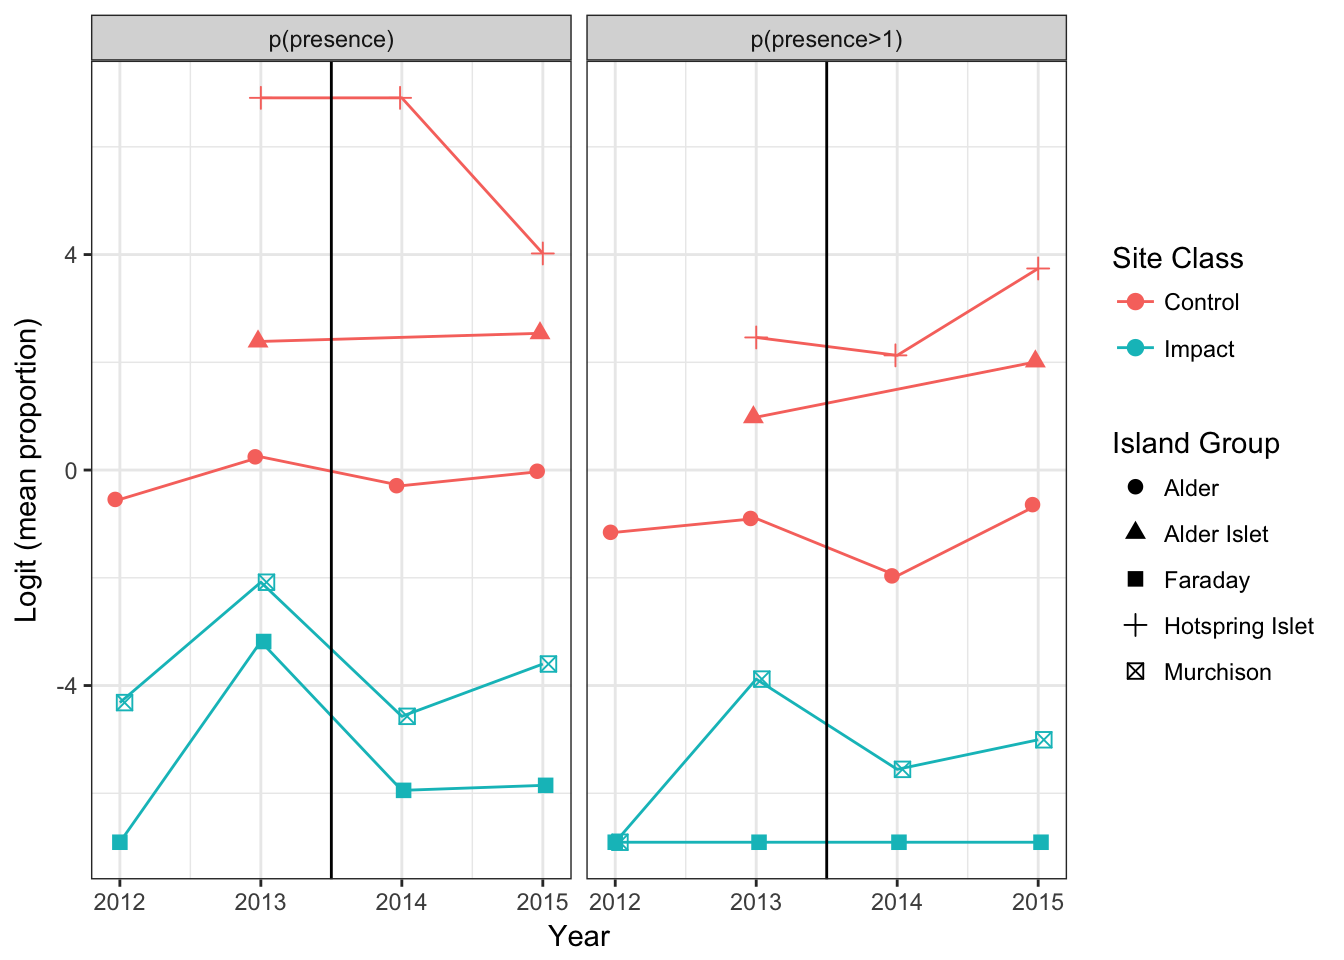 p(presence)
p(presence>1)
4
0
-4
Logit (mean proportion)
2012 2013 2014 2015
2012 2013 2014 2015
Year
Site Class
Control
Impact
Island Group
Alder
Alder Islet
Faraday
Hotspring Islet
Murchison